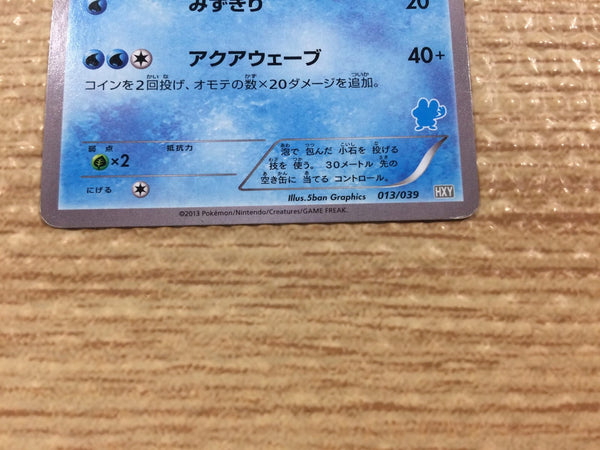 みずきり 20
アクアウェーブ 40+
コインを2回投げ、オモテの数×20ダメージを追加。
弱点 抵抗力
×2
にげる
泡で 包んだ 小石を 投げる
技を 使う。 30メートル 先の
空き缶に 当てる コントロール。
Illus.5ban Graphics 013/039 HXY
©2013 Pokémon/Nintendo/Creatures/GAME FREAK.